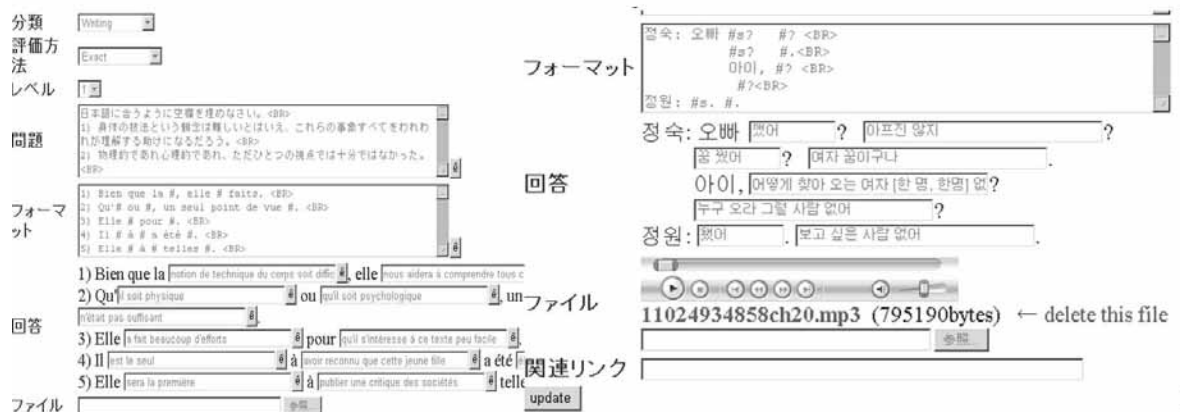 分類 Writing
評価方法 Exact
レベル 1
問題
日本語に合うように空欄を埋めなさい。<BR>
1) 身体の技法という観念は難しいとはいえ、これらの事象すべてをわれわ
れが理解する助けになるだろう。<BR>
2) 物理的であれ心理的であれ、ただひとつの視点では十分ではなかった。
<BR>
é
フォーマット
1) Bien que la #, elle # faits. <BR>
2) Qu'# ou #, un seul point de vue #. <BR>
3) Elle # pour #. <BR>
4) Il # à # a été #. <BR>
5) Elle # à # telles #. <BR>
é
回答
1) Bien que la notion de technique du corps soit diffic é, elle nous aidera à comprendre tous c
2) Qu'il soit physique é ou qu'il soit psychologique é, un
n'était pas suffisant é.
3) Elle a fait beaucoup d'efforts é pour qu'il s'intéresse à ce texte peu facile é.
4) Il est le seul é à avoir reconnu que cette jeune fille é a été
5) Elle sera la première é à publier une critique des sociétés é telle
ファイル 参照...
フォーマット
정숙: 오빠 #s? #? <BR>
#s? #.<BR>
아이, #? <BR>
#?<BR>
정원: #s. #.
回答
정숙: 오빠 깼어 ? 아프진 않지 ?
꿈 꿨어 ? 여자 꿈이구나 .
아이, 어떻게 찾아 오는 여자 [한 명, 한명] 없 ?
누구 오라 그럴 사람 없어 ?
정원: 됐어 . 보고 싶은 사람 없어 .
ファイル
11024934858ch20.mp3 (795190bytes) ← delete this file
参照...
関連リンク
update